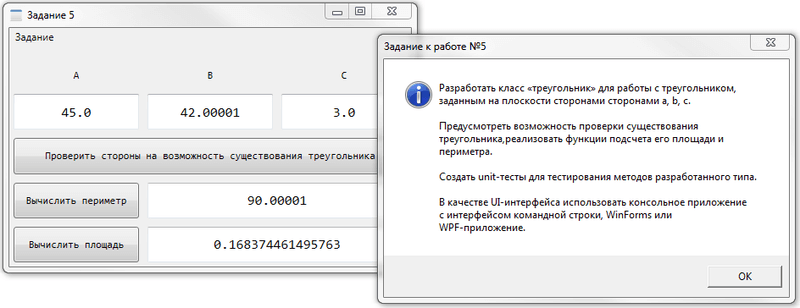 Задание 5
Задание
A B C
45.0 42.00001 3.0
Проверить стороны на возможность существования треугольника
Вычислить периметр 90.00001
Вычислить площадь 0.168374461495763
Задание к работе №5
Разработать класс «треугольник» для работы с треугольником,
заданным на плоскости сторонами сторонами a, b, c.
Предусмотреть возможность проверки существования
треугольника,реализовать функции подсчета его площади и
периметра.
Создать unit-тесты для тестирования методов разработанного типа.
В качестве UI-интерфейса использовать консольное приложение
с интерфейсом командной строки, WinForms или
WPF-приложение.
OK